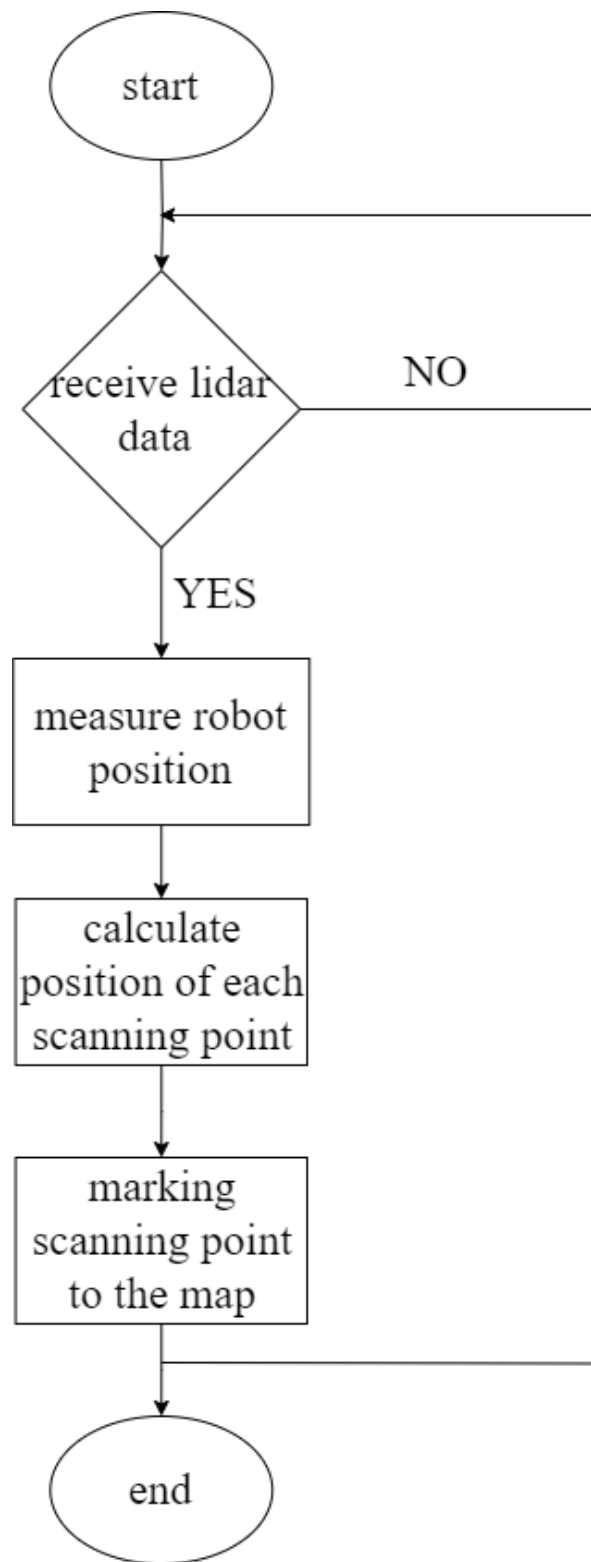 start
receive lidar
data
NO
YES
measure robot
position
calculate
position of each
scanning point
marking
scanning point
to the map
end